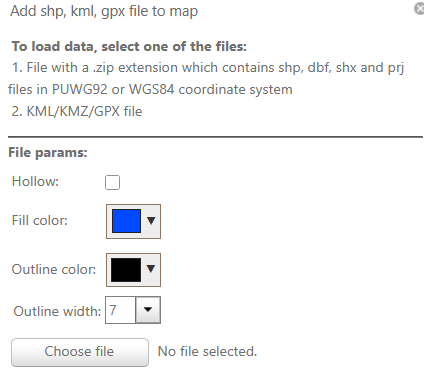 Add shp, kml, gpx file to map
To load data, select one of the files:
1. File with a .zip extension which contains shp, dbf, shx and prj
files in PUWG92 or WGS84 coordinate system
2. KML/KMZ/GPX file
File params:
Hollow:
Fill color:
Outline color:
Outline width: 7
Choose file No file selected.